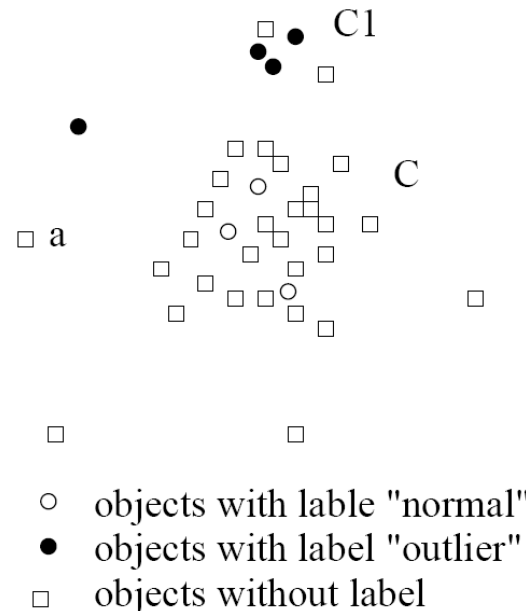 C1
C
a
objects with lable "normal"
objects with label "outlier"
objects without label